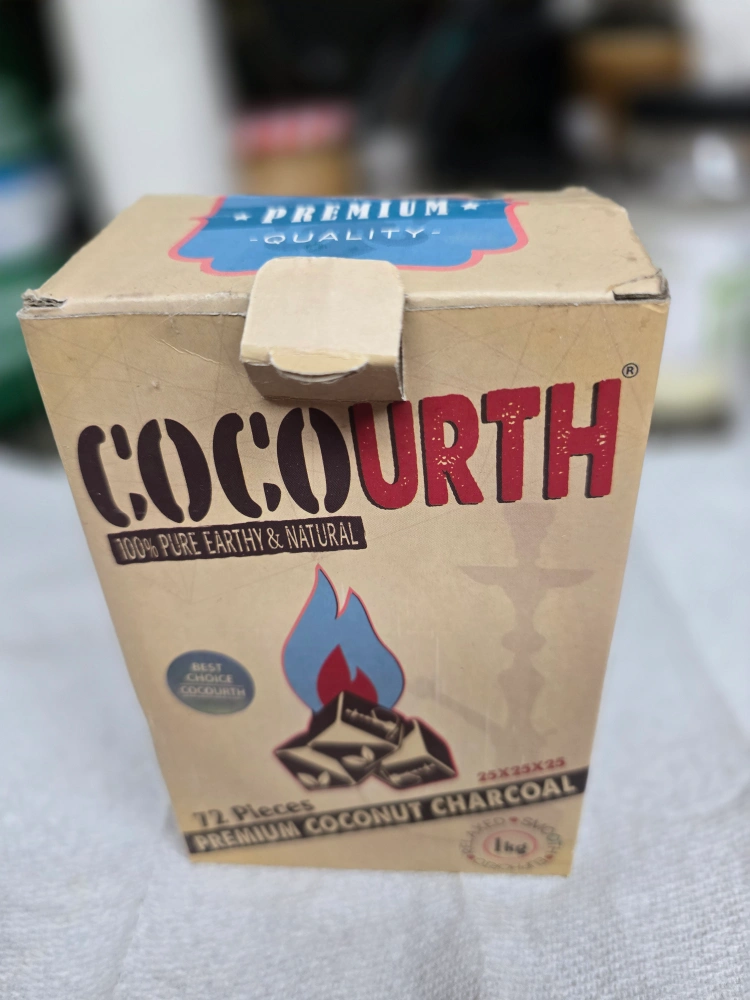 PREMIUM
-QUALITY-
COCOURTH®
100% PURE EARTHY & NATURAL
BEST
CHOICE
COCOURTH
25X25X25
72 Pieces
PREMIUM COCONUT CHARCOAL
1kg